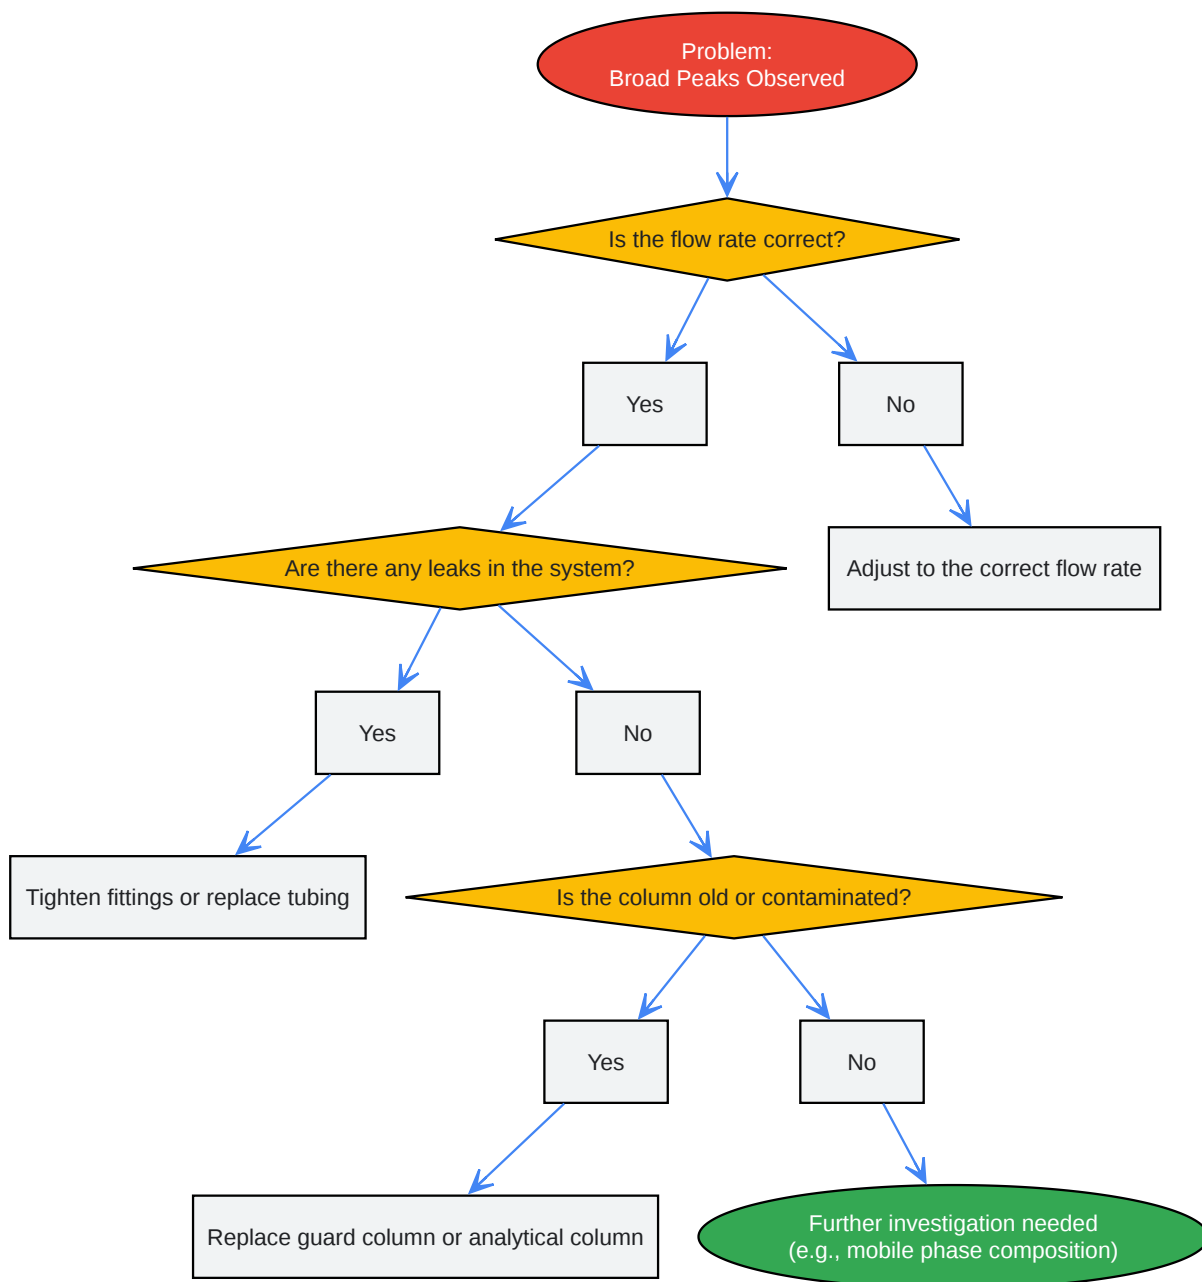 Problem:
Broad Peaks Observed
Is the flow rate correct?
Yes
No
Are there any leaks in the system?
Adjust to the correct flow rate
Yes
No
Tighten fittings or replace tubing
Is the column old or contaminated?
Yes
No
Replace guard column or analytical column
Further investigation needed
(e.g., mobile phase composition)